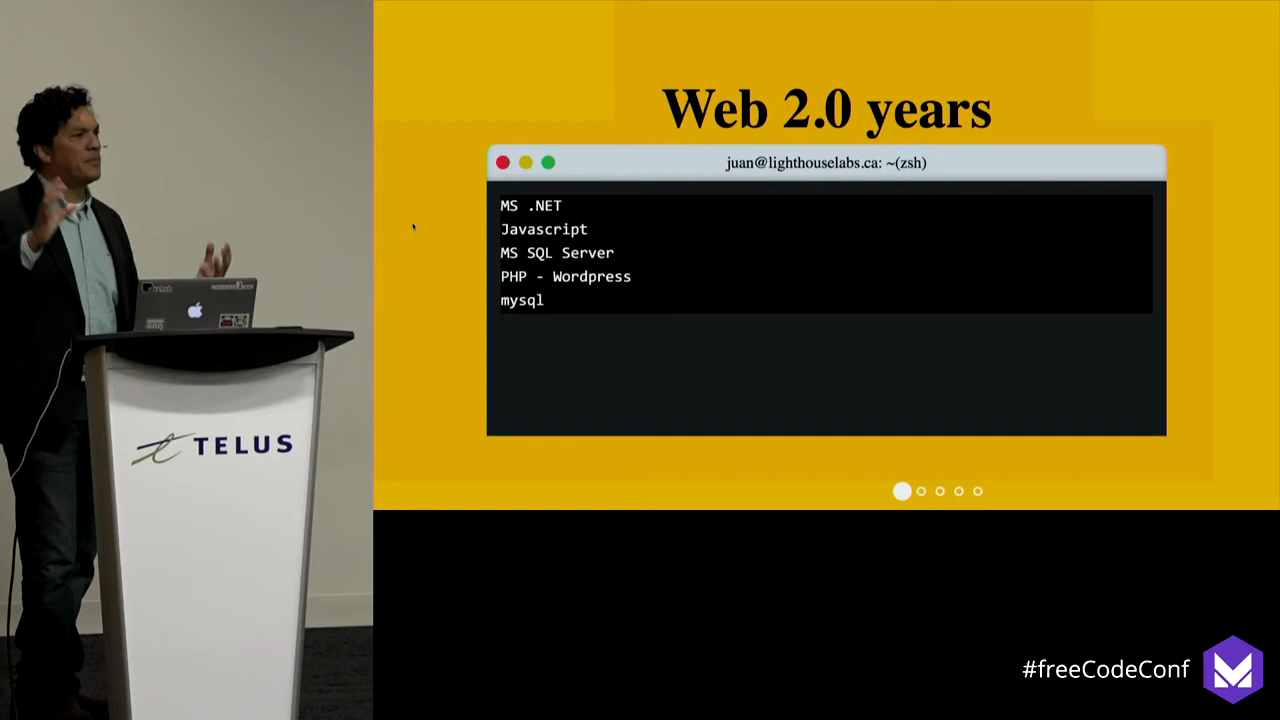 Web 2.0 years
juan@lighthouselabs.ca: ~(zsh)
MS .NET
Javascript
MS SQL Server
PHP - Wordpress
mysql
TELUS
#freeCodeConf